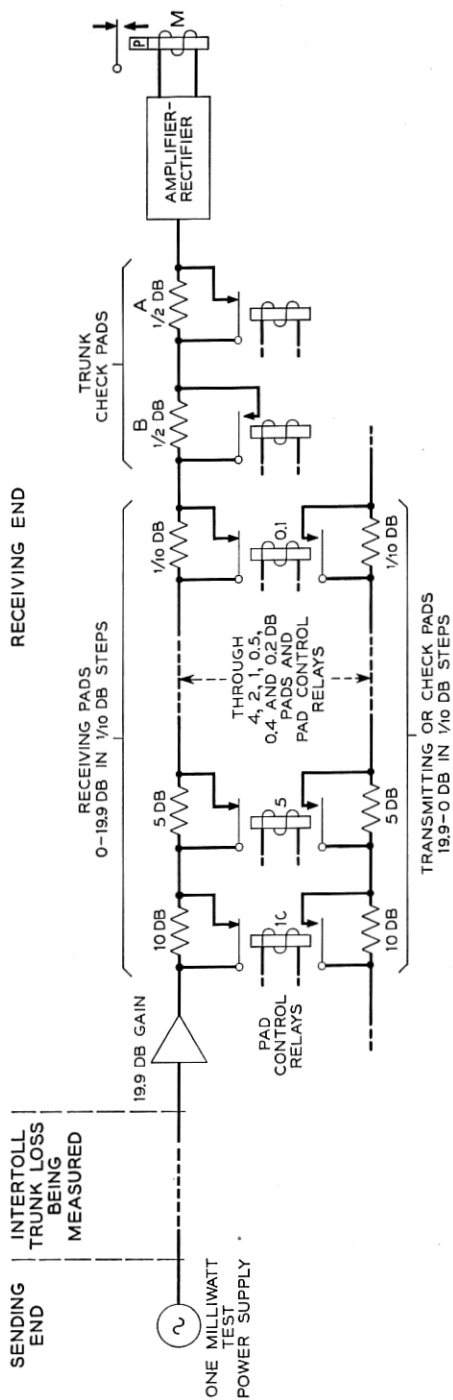 SENDING
END
INTERTOLL
TRUNK LOSS
BEING
MEASURED
RECEIVING END
ONE MILLIWATT
TEST
POWER SUPPLY
19.9 DB GAIN
RECEIVING PADS
0-19.9 DB IN 1/10 DB STEPS
TRUNK
CHECK PADS
10 DB
5 DB
1/10 DB
B
1/2 DB
A
1/2 DB
AMPLIFIER-
RECTIFIER
P
M
PAD
CONTROL
RELAYS
10
5
THROUGH
4, 2, 1, 0.5,
0.4 AND 0.2 DB
PADS AND
PAD CONTROL
RELAYS
0.1
10 DB
5 DB
1/10 DB
TRANSMITTING OR CHECK PADS
19.9-0 DB IN 1/10 DB STEPS